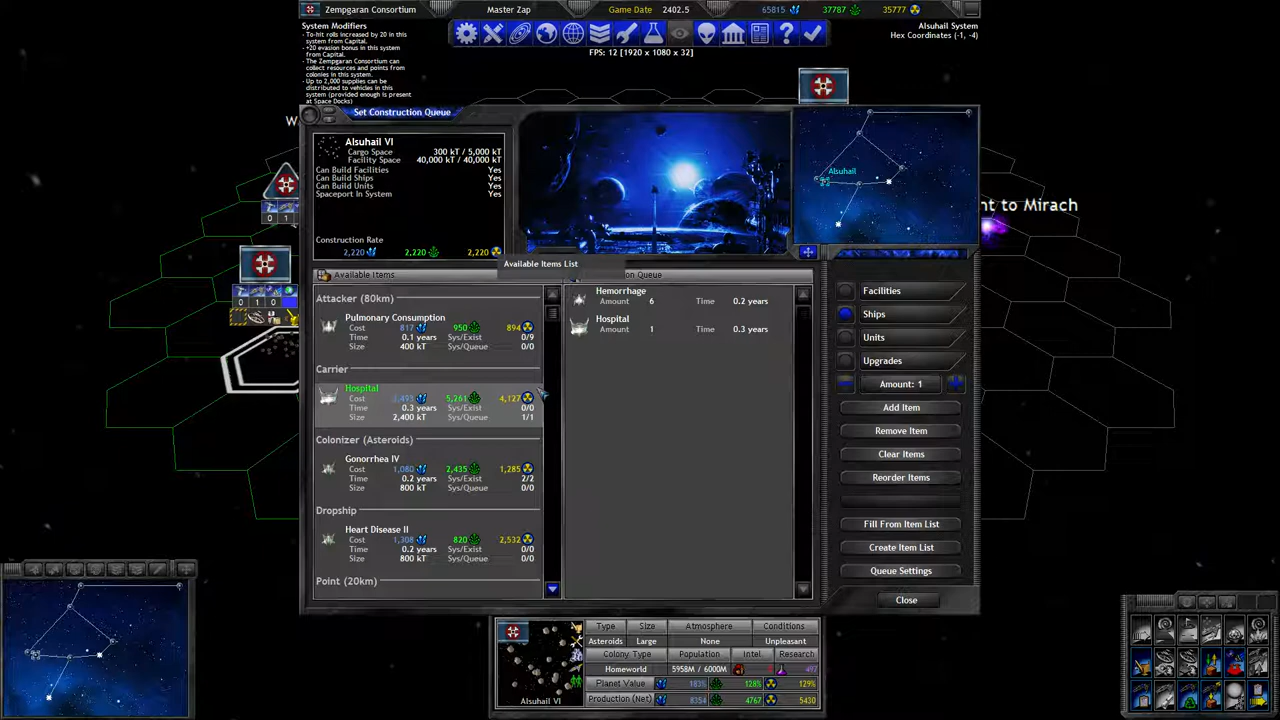 Zempgaran Consortium
Master Zap
Game Date 2402.5
65815
37787
35777
System Modifiers
- To-hit rolls increased by 20 in this
system from Capital.
- +20 evasion bonus in this system
from Capital.
- The Zempgaran Consortium can
collect resources and points from
colonies in this system.
- Up to 2,000 supplies can be
distributed to vehicles in this
system (provided enough is present
at Space Docks)
Alsuhail System
Hex Coordinates (-1, -4)
FPS: 12 [1920 x 1080 x 32]
W
nt to Mirach
0 1
0 1 0
Set Construction Queue
Alsuhail VI
Cargo Space 300 kT / 5,000 kT
Facility Space 40,000 kT / 40,000 kT
Can Build Facilities Yes
Can Build Ships Yes
Can Build Units Yes
Spaceport In System Yes
Construction Rate
2,220 2,220 2,220
Alsuhail
Available Items
Available Items List
on Queue
Attacker (80km)
Pulmonary Consumption
Cost 817 950 894
Time 0.1 years Sys/Exist 0/9
Size 400 kT Sys/Queue 0/0
Carrier
Hospital
Cost 1,493 5,261 4,127
Time 0.3 years Sys/Exist 0/0
Size 2,400 kT Sys/Queue 1/1
Colonizer (Asteroids)
Gonorrhea IV
Cost 1,080 2,435 1,285
Time 0.2 years Sys/Exist 2/2
Size 800 kT Sys/Queue 0/0
Dropship
Heart Disease II
Cost 1,308 820 2,532
Time 0.2 years Sys/Exist 0/0
Size 800 kT Sys/Queue 0/0
Point (20km)
Hemorrhage
Amount 6 Time 0.2 years
Hospital
Amount 1 Time 0.3 years
Facilities
Ships
Units
Upgrades
Amount: 1
Add Item
Remove Item
Clear Items
Reorder Items
Fill From Item List
Create Item List
Queue Settings
Close
Type Size Atmosphere Conditions
Asteroids Large None Unpleasant
Colony Type Population Intel. Research
Homeworld 5958M / 6000M 497
Planet Value 183% 128% 129%
Production (Net) 8354 4767 5430
Alsuhail VI